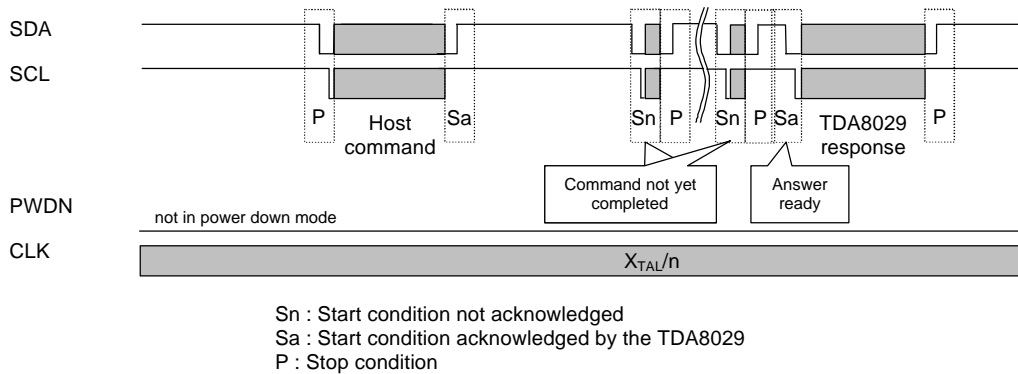 SDA
SCL
P
Host
command
Sa
Sn
P
Sn
P
Sa
TDA8029
response
P
Command not yet
completed
Answer
ready
PWDN
not in power down mode
CLK
XTAL/n
Sn : Start condition not acknowledged
Sa : Start condition acknowledged by the TDA8029
P : Stop condition